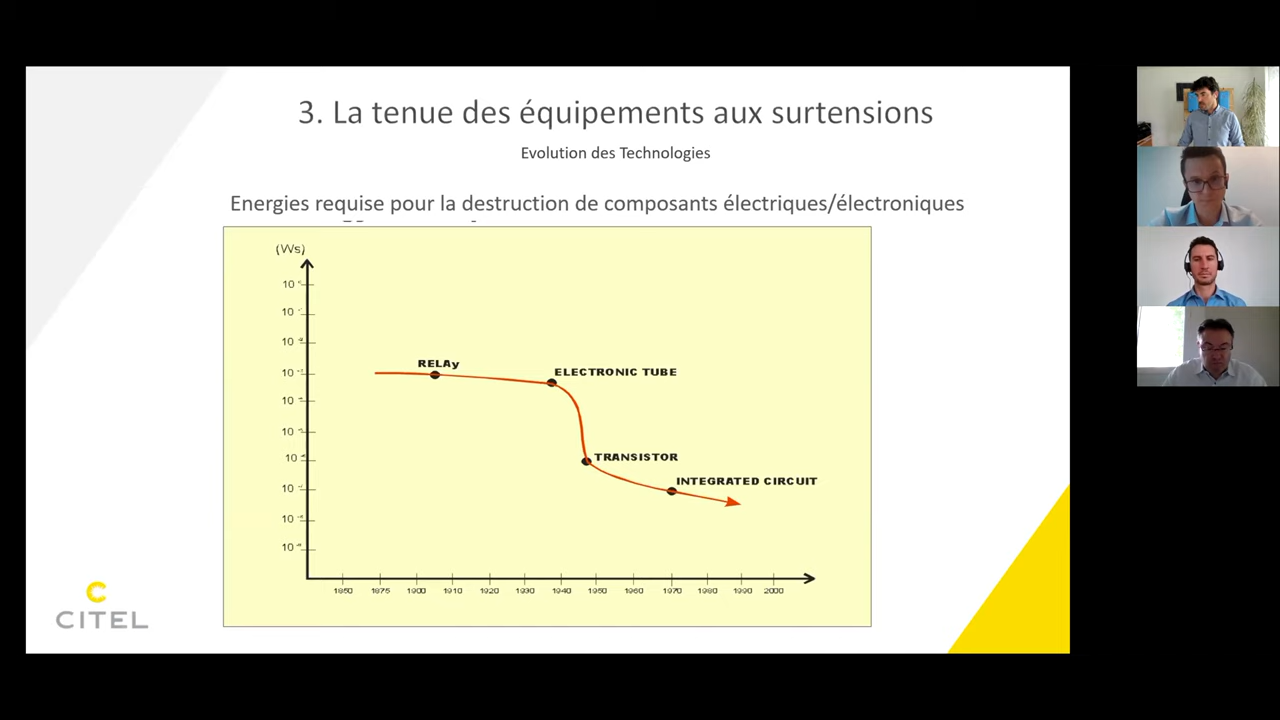 3. La tenue des équipements aux surtensions
Evolution des Technologies
Energies requise pour la destruction de composants électriques/électroniques
(Ws)
RELAy
ELECTRONIC TUBE
TRANSISTOR
INTEGRATED CIRCUIT
1850 1875 1900 1910 1920 1930 1940 1950 1960 1970 1980 1990 2000
C
CITEL